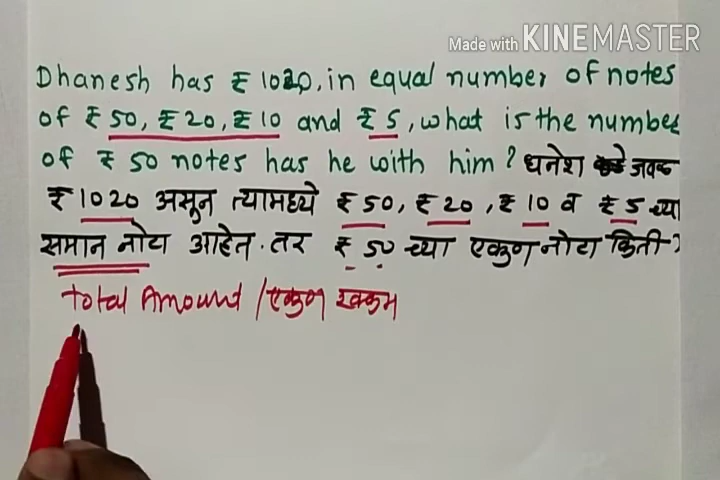 Made with KINEMASTER
Dhanesh has ₹ 1020, in equal number of notes
of ₹ 50, ₹ 20, ₹ 10 and ₹ 5, what is the number
of ₹ 50 notes has he with him? धनेश कडे जवळ
₹ 1020 असून त्यामध्ये ₹ 50, ₹ 20, ₹ 10 व ₹ 5 च्या
समान नोटा आहेत. तर ₹ 50 च्या एकुण नोटा किती?
Total Amount / एकुण रक्कम